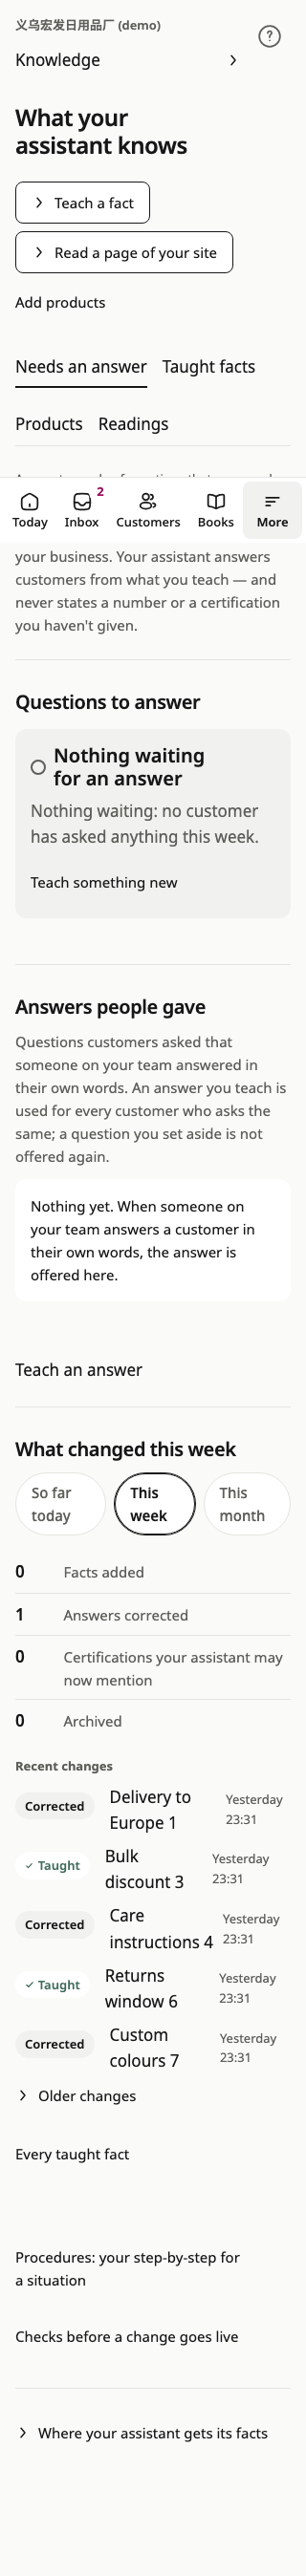 义乌宏发日用品厂 (demo)
Knowledge
What your
assistant knows
Teach a fact
Read a page of your site
Add products
Needs an answer
Taught facts
Products
Readings
Today
Inbox
2
Customers
Books
More
your business. Your assistant answers
customers from what you teach — and
never states a number or a certification
you haven't given.
Questions to answer
Nothing waiting
for an answer
Nothing waiting: no customer
has asked anything this week.
Teach something new
Answers people gave
Questions customers asked that
someone on your team answered in
their own words. An answer you teach is
used for every customer who asks the
same; a question you set aside is not
offered again.
Nothing yet. When someone on
your team answers a customer in
their own words, the answer is
offered here.
Teach an answer
What changed this week
So far
today
This
week
This
month
0 Facts added
1 Answers corrected
0 Certifications your assistant may
now mention
0 Archived
Recent changes
Corrected
Delivery to
Europe 1
Yesterday
23:31
Taught
Bulk
discount 3
Yesterday
23:31
Corrected
Care
instructions 4
Yesterday
23:31
Taught
Returns
window 6
Yesterday
23:31
Corrected
Custom
colours 7
Yesterday
23:31
Older changes
Every taught fact
Procedures: your step-by-step for
a situation
Checks before a change goes live
Where your assistant gets its facts